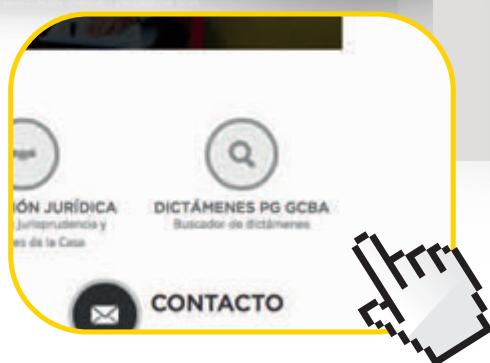 IÓN JURÍDICA
Jurisprudencia y
es de la Casa
DICTÁMENES PG GCBA
Buscador de dictámenes
CONTACTO